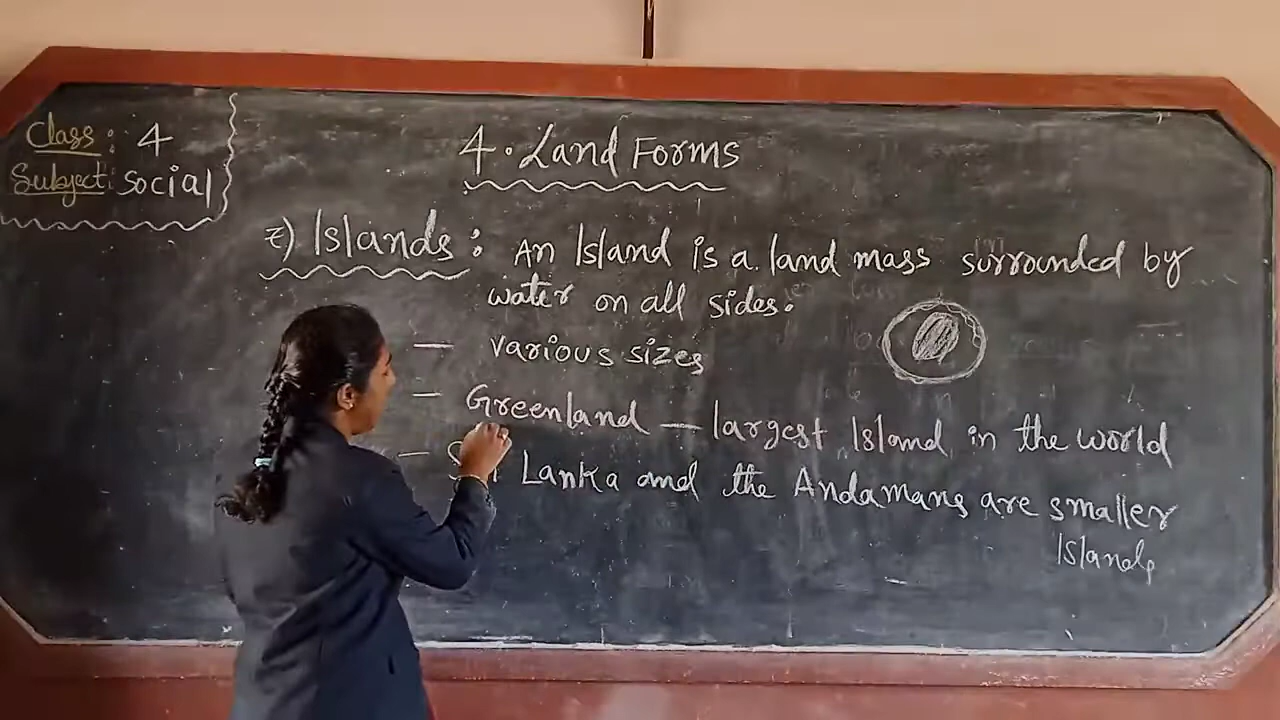 Class: 4
Subject: Social
4. Land Forms
7) Islands: An Island is a land mass surrounded by
water on all sides.
— various sizes
— Greenland — largest Island in the world
— Lanka and the Andamans are smaller
Islands